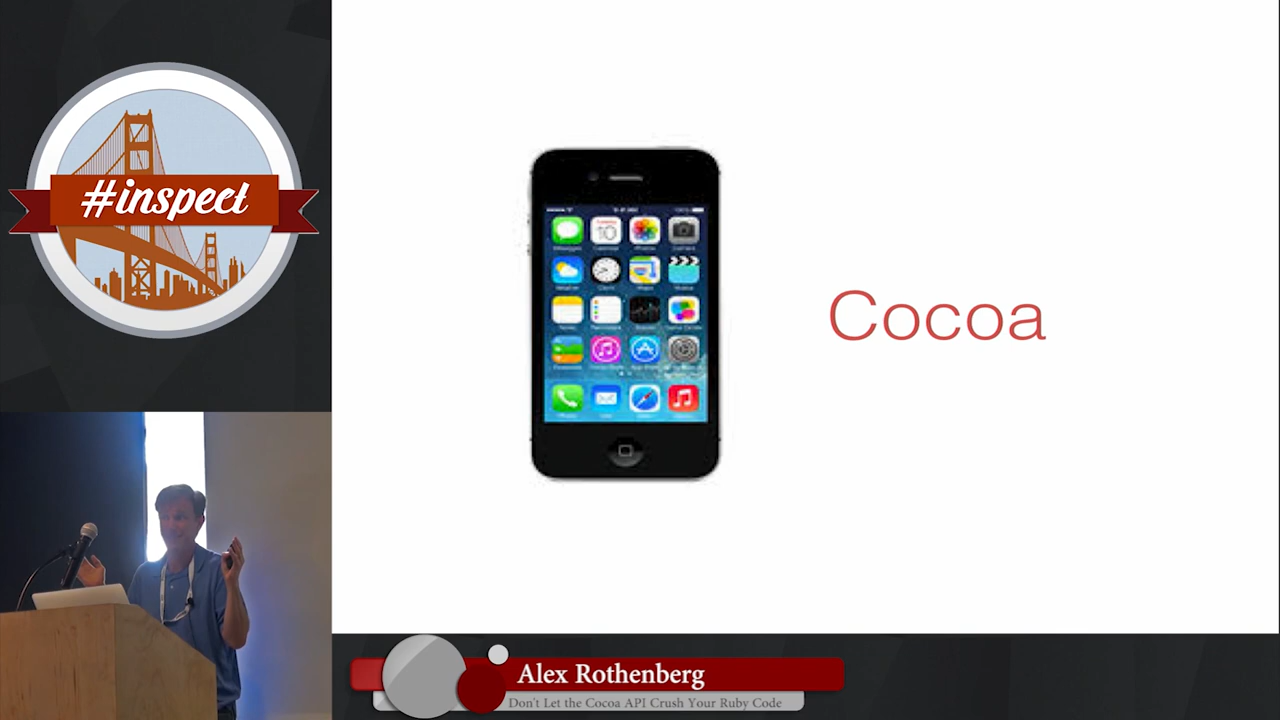 #inspect
Cocoa
Alex Rothenberg
Don't Let the Cocoa API Crush Your Ruby Code